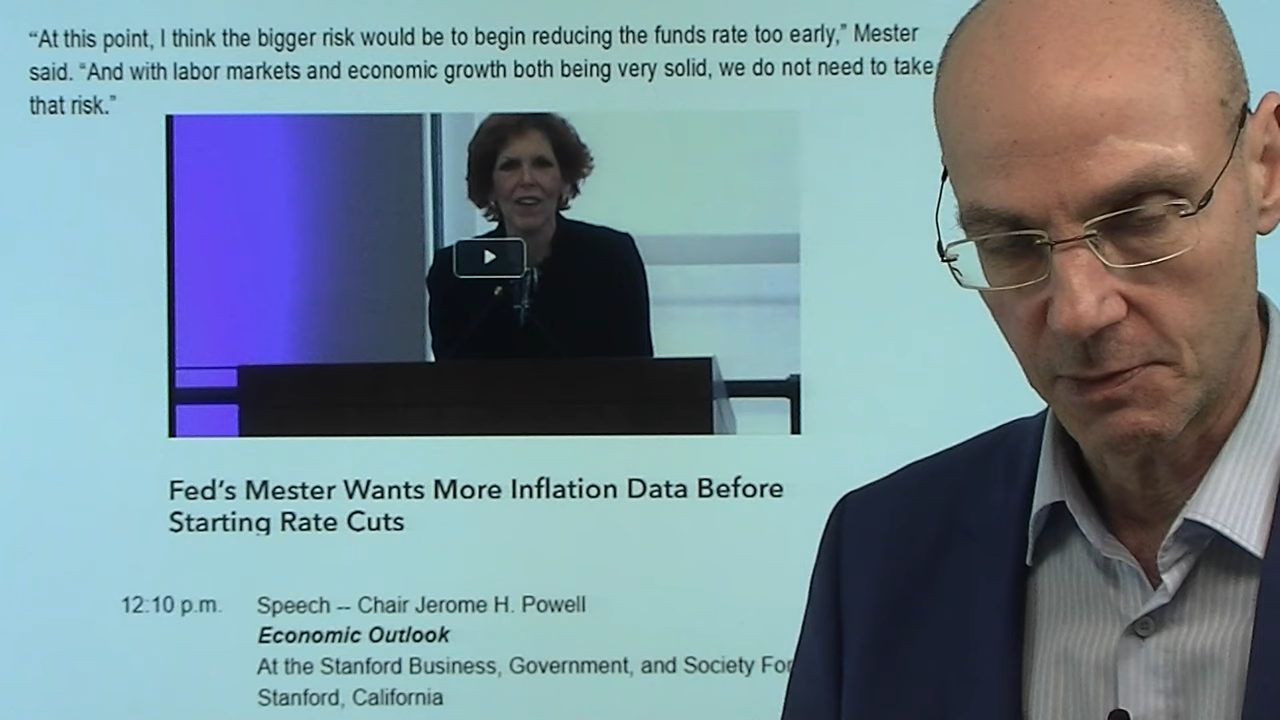 “At this point, I think the bigger risk would be to begin reducing the funds rate too early,” Mester
said. “And with labor markets and economic growth both being very solid, we do not need to take
that risk.”
Fed’s Mester Wants More Inflation Data Before
Starting Rate Cuts
12:10 p.m. Speech -- Chair Jerome H. Powell
Economic Outlook
At the Stanford Business, Government, and Society
Stanford, California